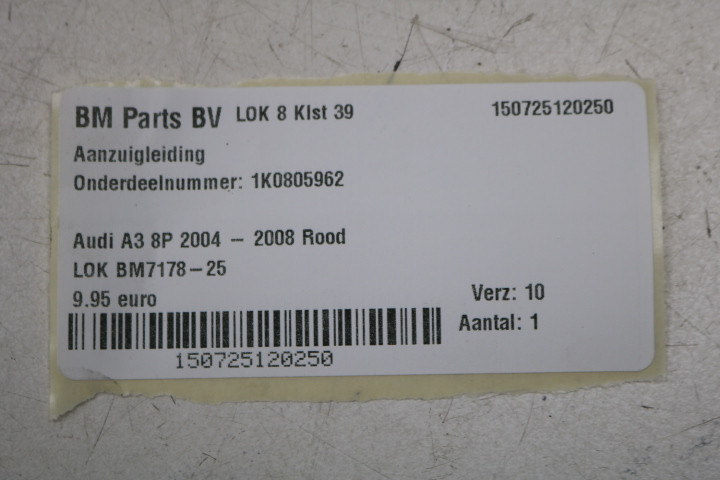 BM Parts BV LOK 8 Klst 39 150725120250
Aanzuigleiding
Onderdeelnummer: 1K0805962
Audi A3 8P 2004 – 2008 Rood
LOK BM7178–25
9.95 euro Verz: 10
Aantal: 1
150725120250